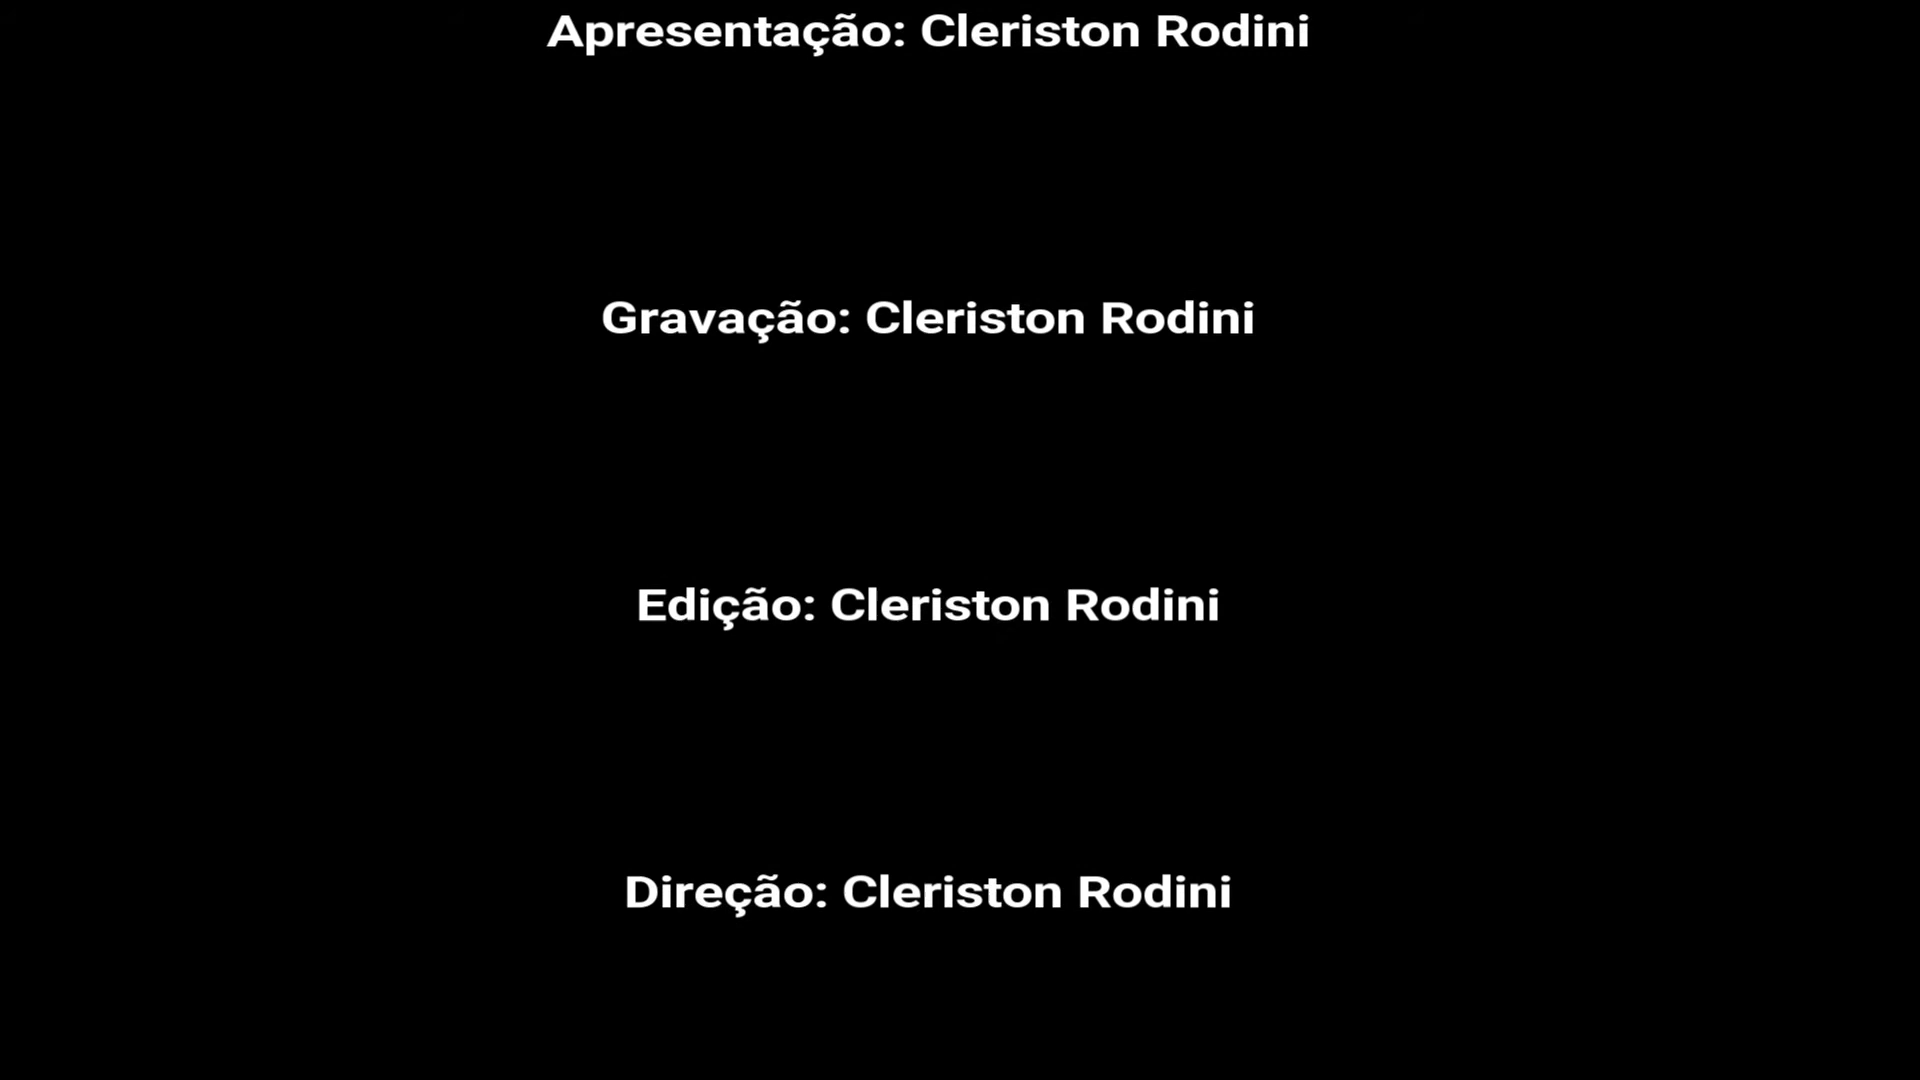 Apresentação: Cleriston Rodini
Gravação: Cleriston Rodini
Edição: Cleriston Rodini
Direção: Cleriston Rodini